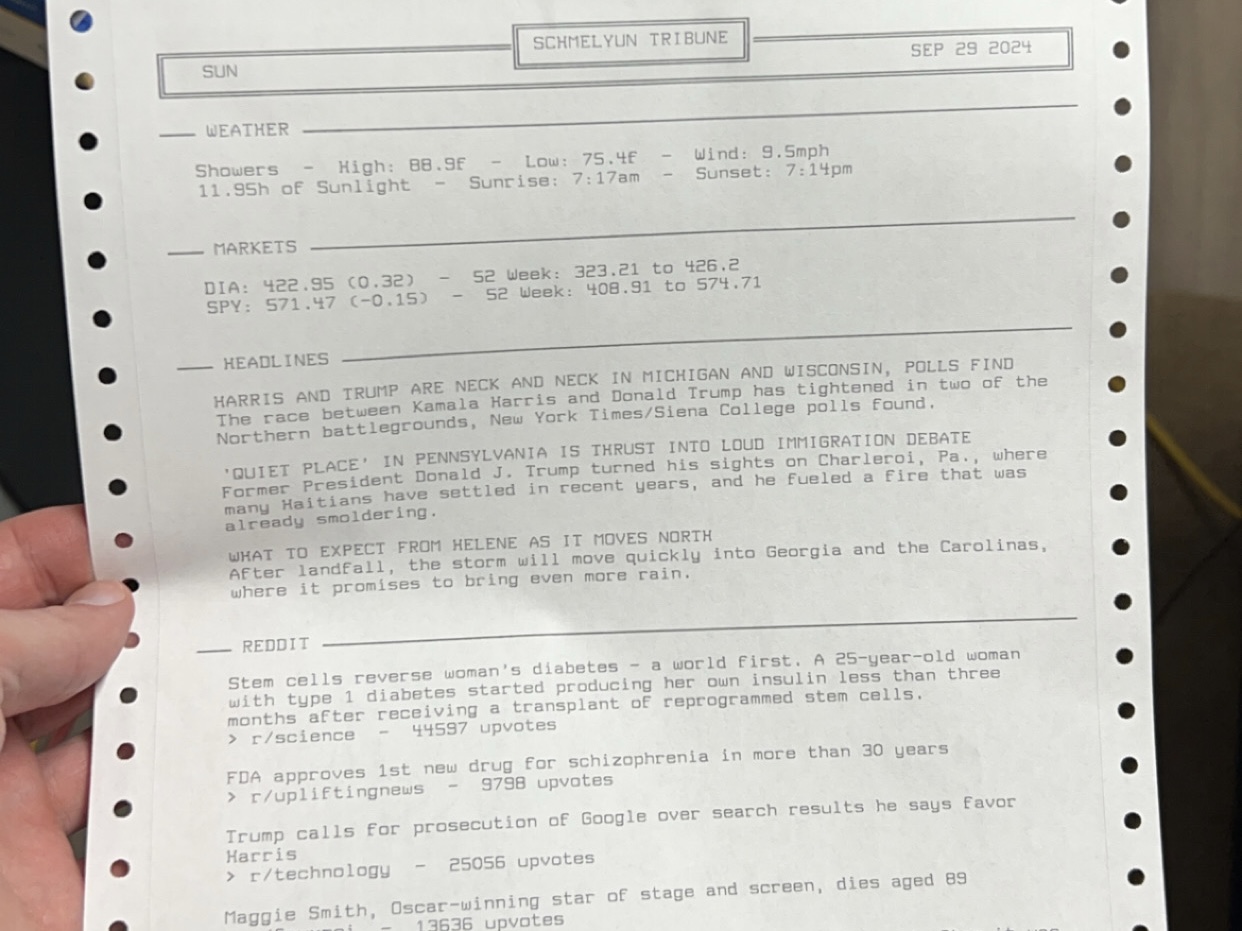 SCHMELYUN TRIBUNE
SUN SEP 29 2024
WEATHER
Showers - High: 88.9f - Low: 75.4f - Wind: 9.5mph
11.95h of Sunlight - Sunrise: 7:17am - Sunset: 7:14pm
MARKETS
DIA: 422.95 (0.32) - 52 Week: 323.21 to 426.2
SPY: 571.47 (-0.15) - 52 Week: 408.91 to 574.71
HEADLINES
HARRIS AND TRUMP ARE NECK AND NECK IN MICHIGAN AND WISCONSIN, POLLS FIND
The race between Kamala Harris and Donald Trump has tightened in two of the
Northern battlegrounds, New York Times/Siena College polls found.
'QUIET PLACE' IN PENNSYLVANIA IS THRUST INTO LOUD IMMIGRATION DEBATE
Former President Donald J. Trump turned his sights on Charleroi, Pa., where
many Haitians have settled in recent years, and he fueled a fire that was
already smoldering.
WHAT TO EXPECT FROM HELENE AS IT MOVES NORTH
After landfall, the storm will move quickly into Georgia and the Carolinas,
where it promises to bring even more rain.
REDDIT
Stem cells reverse woman's diabetes - a world first. A 25-year-old woman
with type 1 diabetes started producing her own insulin less than three
months after receiving a transplant of reprogrammed stem cells.
> r/science - 44597 upvotes
FDA approves 1st new drug for schizophrenia in more than 30 years
> r/upliftingnews - 9798 upvotes
Trump calls for prosecution of Google over search results he says favor
Harris
> r/technology - 25056 upvotes
Maggie Smith, Oscar-winning star of stage and screen, dies aged 89
- 13636 upvotes